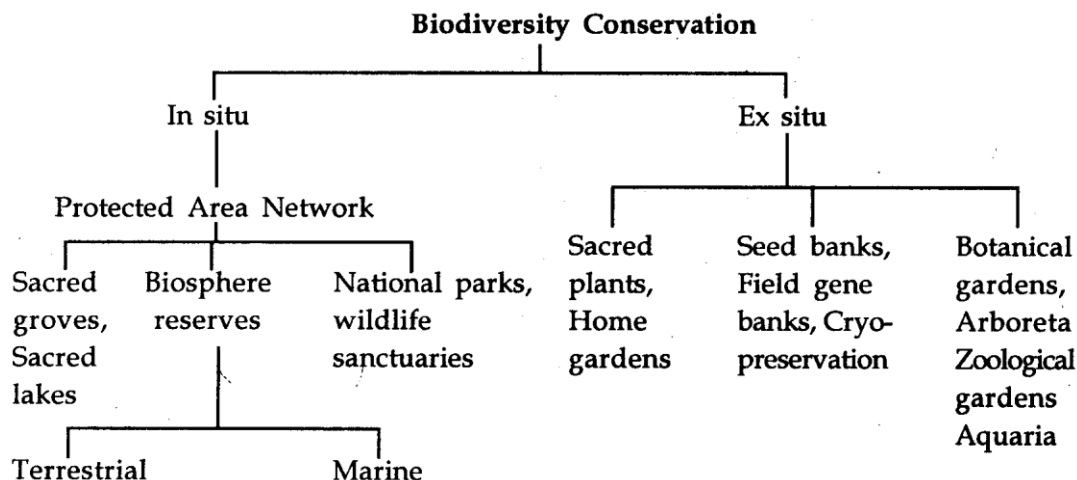 Biodiversity Conservation
In situ
Ex situ
Protected Area Network
Sacred
groves,
Sacred
lakes
Biosphere
reserves
National parks,
wildlife
sanctuaries
Sacred
plants,
Home
gardens
Seed banks,
Field gene
banks, Cryo-
preservation
Botanical
gardens,
Arboreta
Zoological
gardens
Aquaria
Terrestrial
Marine